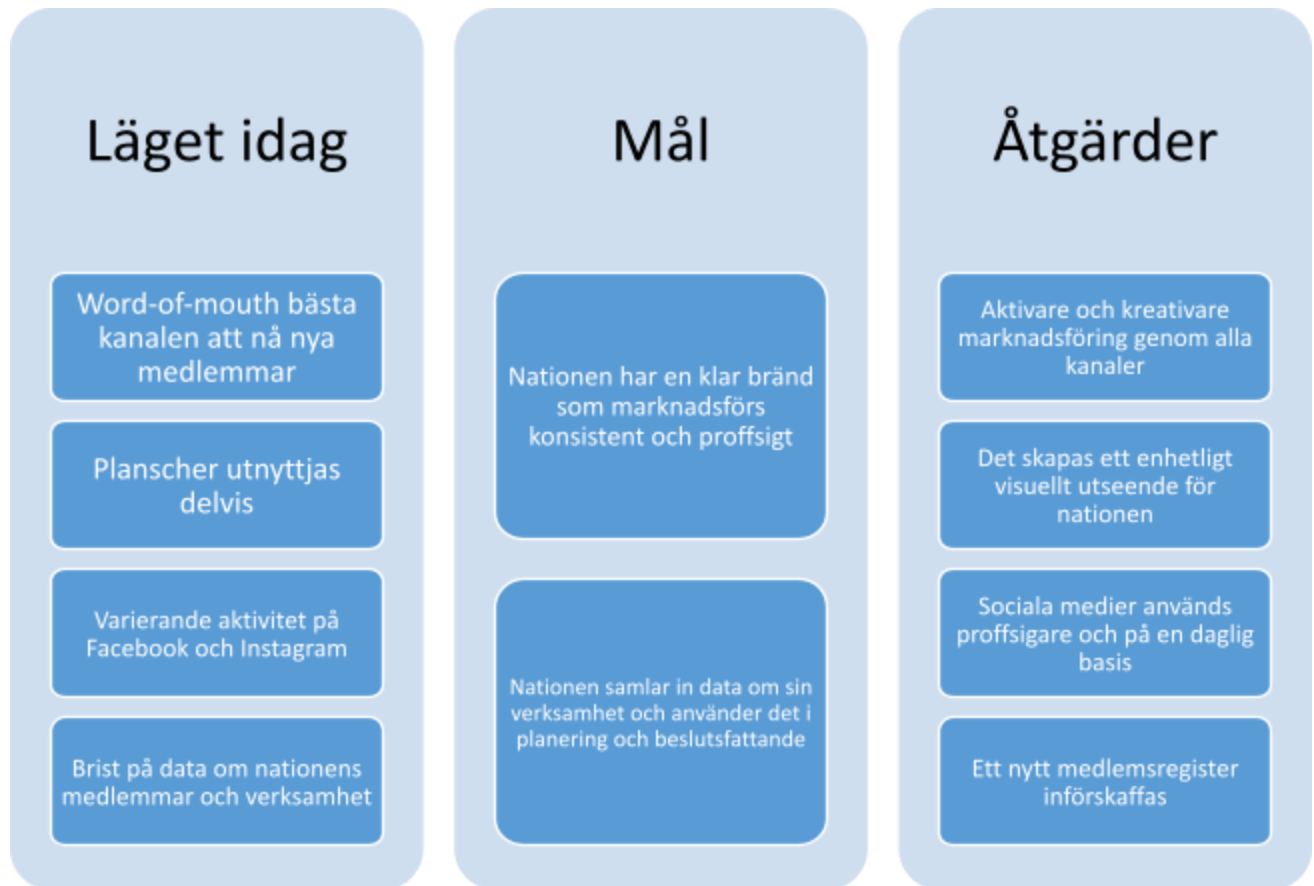 Läget idag
Word-of-mouth bästa
kanalen att nå nya
medlemmar
Planscher utnyttjas
delvis
Varierande aktivitet på
Facebook och Instagram
Brist på data om nationens
medlemmar och verksamhet
Mål
Nationen har en klar bränd
som marknadsförs
konsistent och proffsigt
Nationen samlar in data om sin
verksamhet och använder det i
planering och beslutsfattande
Åtgärder
Aktivare och kreativare
marknadsföring genom alla
kanaler
Det skapas ett enhetligt
visuellt utseende för
nationen
Sociala medier används
proffsigare och på en daglig
basis
Ett nytt medlemsregister
införskaffas